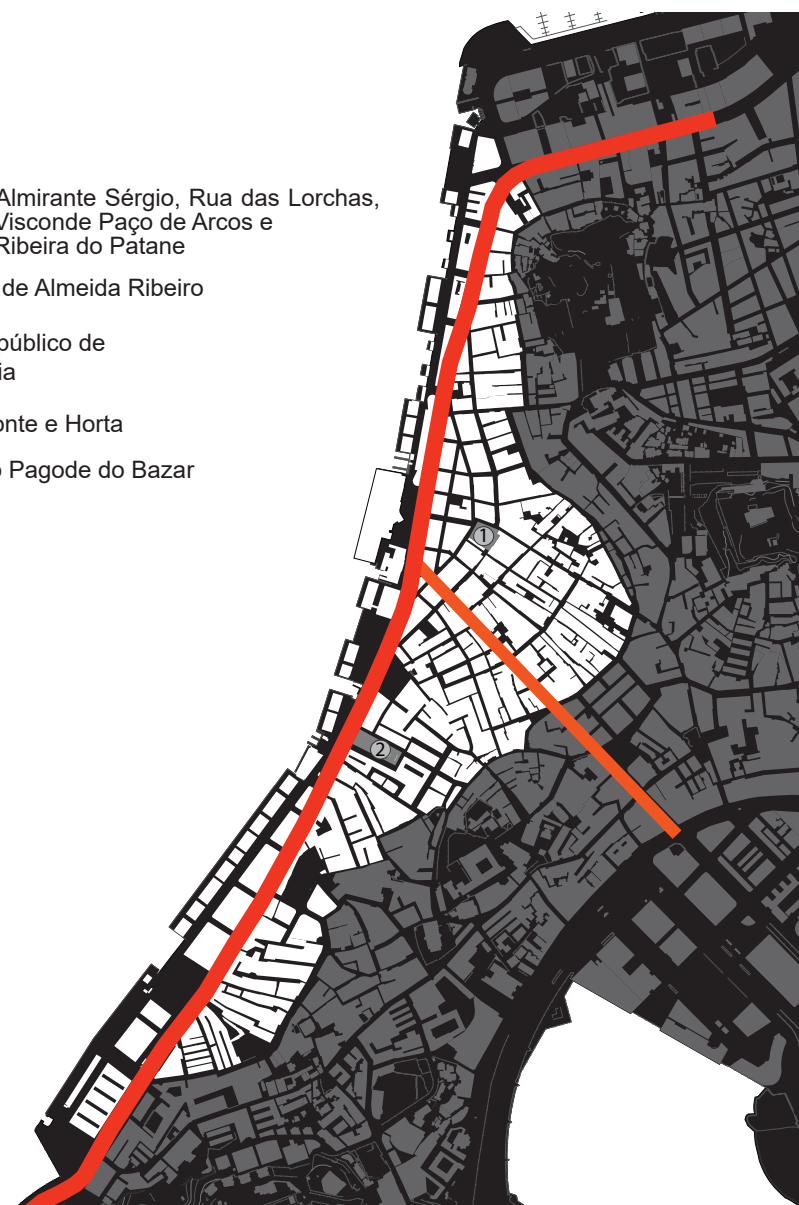 Almirante Sérgio, Rua das Lorchas,
Visconde Paço de Arcos e
Ribeira do Patane
de Almeida Ribeiro
público de
ia
onte e Horta
o Pagode do Bazar
1
2